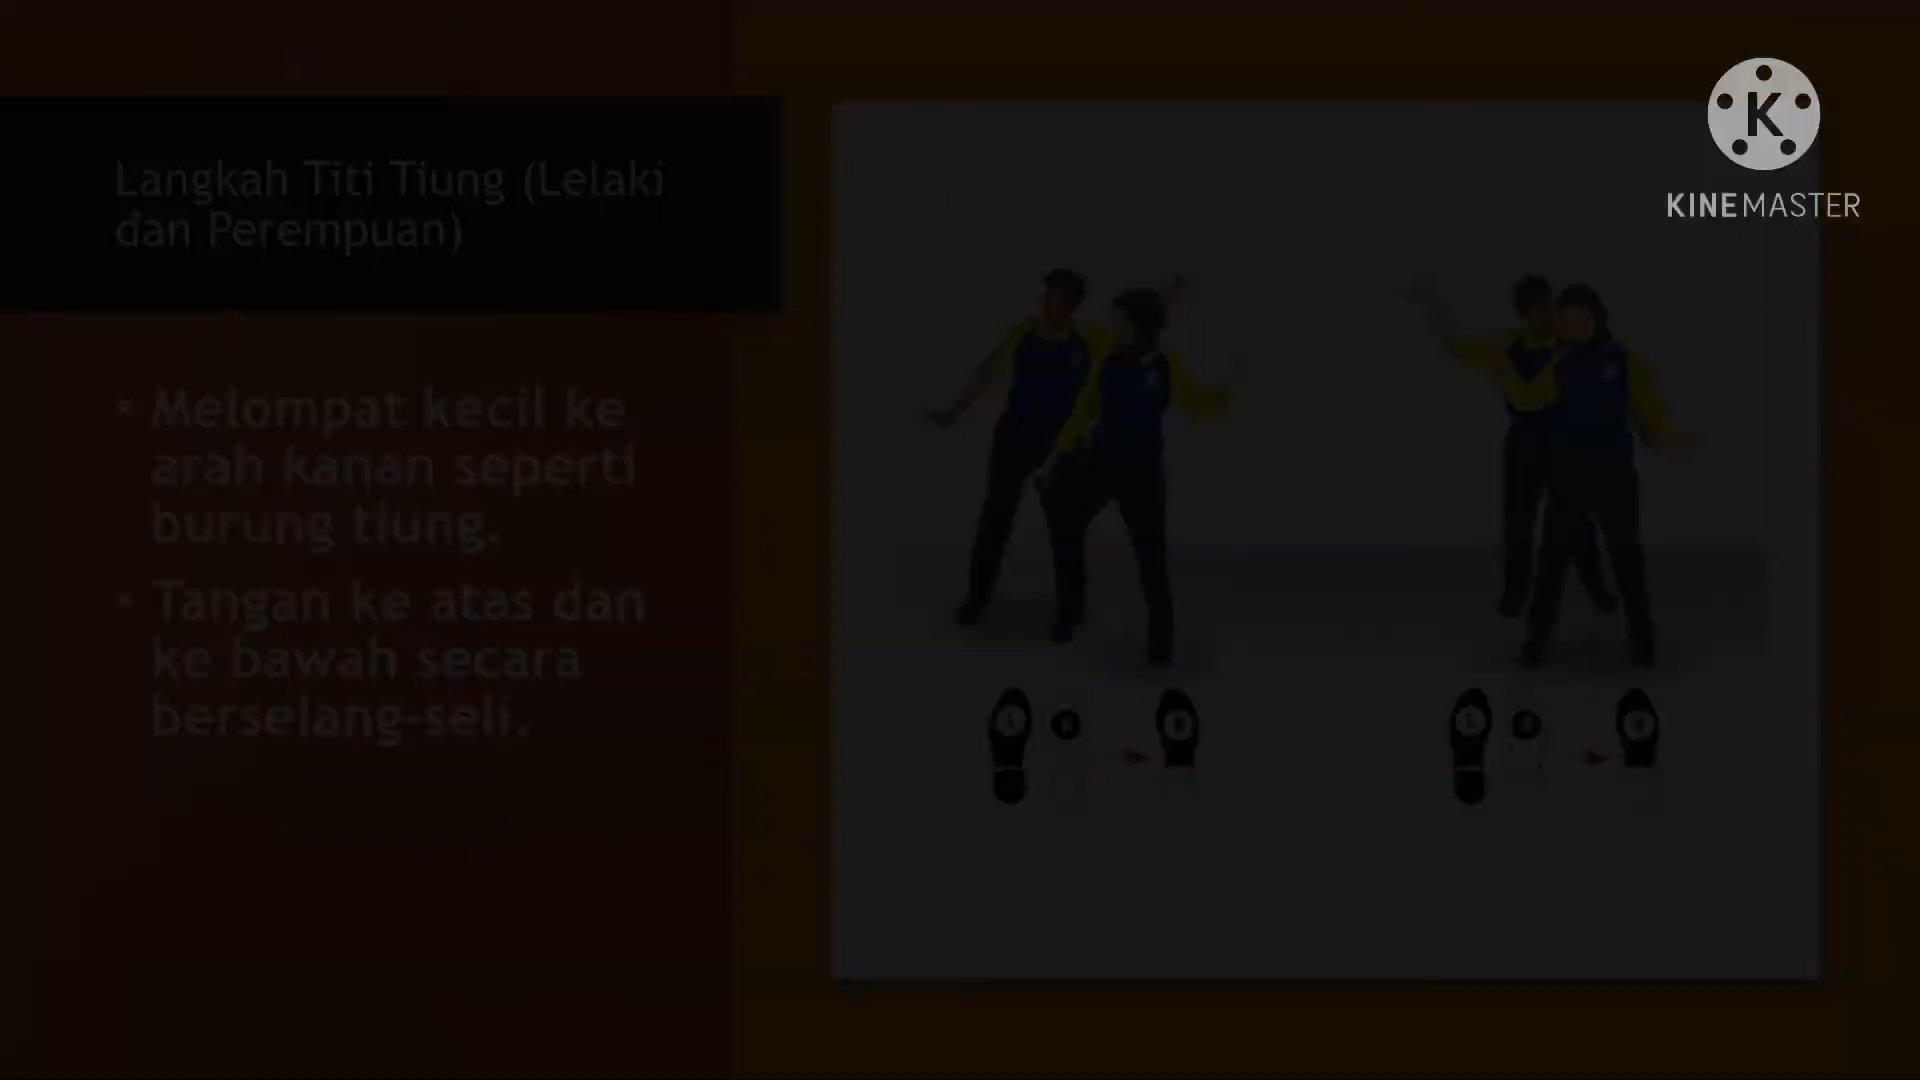 Langkah Titi Tiung (Lelaki
dan Perempuan)
• Melompat kecil ke
arah kanan seperti
burung tiung.
• Tangan ke atas dan
ke bawah secara
berselang-seli.
K
KINEMASTER
L
L